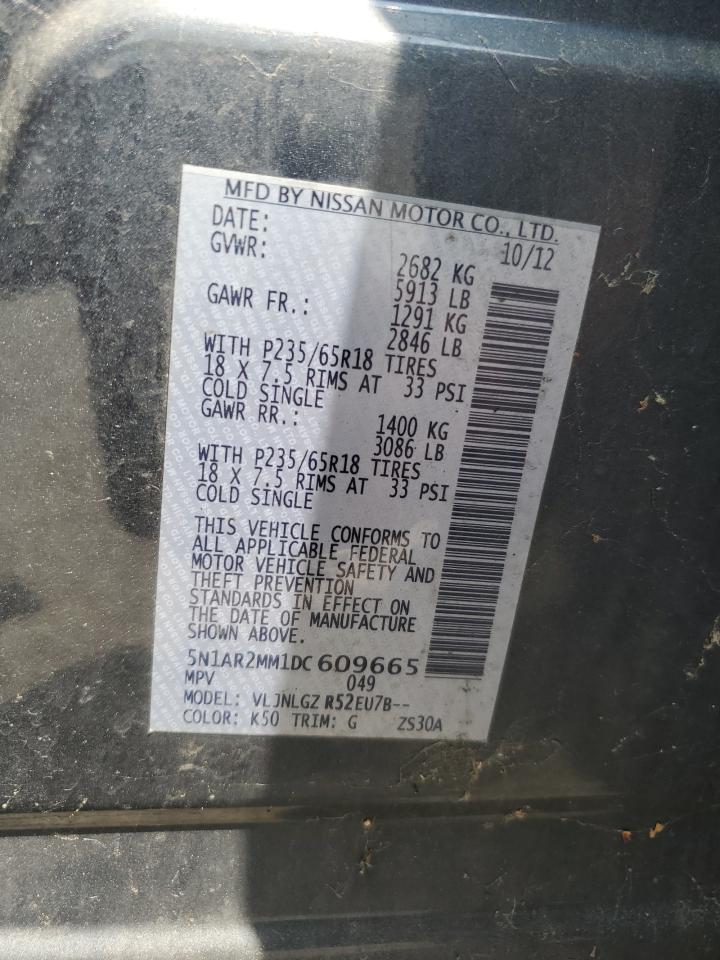 MFD BY NISSAN MOTOR CO., LTD.
DATE: 10/12
GVWR: 2682 KG
5913 LB
GAWR FR.: 1291 KG
2846 LB
WITH P235/65R18 TIRES
18 X 7.5 RIMS AT 33 PSI
COLD SINGLE
GAWR RR.: 1400 KG
3086 LB
WITH P235/65R18 TIRES
18 X 7.5 RIMS AT 33 PSI
COLD SINGLE
THIS VEHICLE CONFORMS TO
ALL APPLICABLE FEDERAL
MOTOR VEHICLE SAFETY AND
THEFT PREVENTION
STANDARDS IN EFFECT ON
THE DATE OF MANUFACTURE
SHOWN ABOVE.
5N1AR2MM1DC609665
MPV 049
MODEL: VLJNLGZ R52EU7B--
COLOR: K50 TRIM: G ZS30A